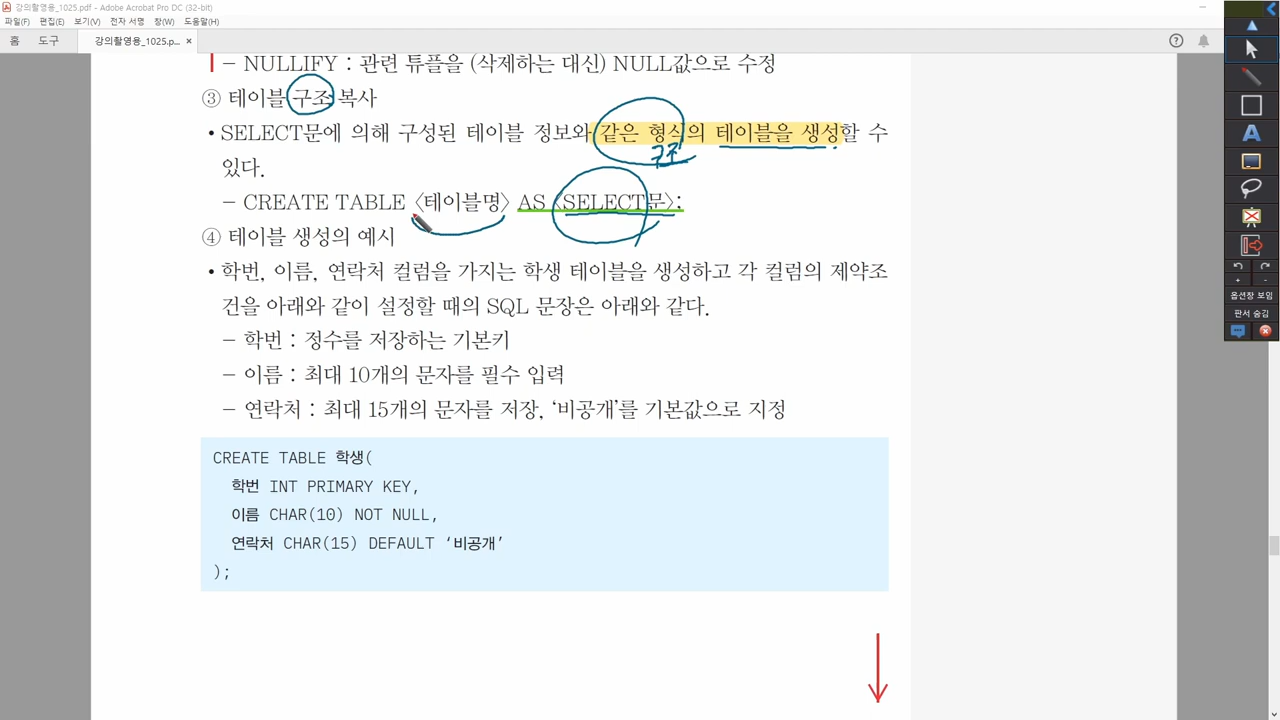 강의촬영용_1025.pdf - Adobe Acrobat Pro DC (32-bit)
파일(F) 편집(E) 보기(V) 전자 서명 창(W) 도움말(H)
홈 도구 강의촬영용_1025.p... ×
- NULLIFY : 관련 튜플을 (삭제하는 대신) NULL값으로 수정
③ 테이블 구조 복사
• SELECT문에 의해 구성된 테이블 정보와 같은 형식의 테이블을 생성할 수
구조
있다.
- CREATE TABLE 〈테이블명〉 AS 〈SELECT문〉;
④ 테이블 생성의 예시
• 학번, 이름, 연락처 컬럼을 가지는 학생 테이블을 생성하고 각 컬럼의 제약조
건을 아래와 같이 설정할 때의 SQL 문장은 아래와 같다.
- 학번 : 정수를 저장하는 기본키
- 이름 : 최대 10개의 문자를 필수 입력
- 연락처 : 최대 15개의 문자를 저장, ‘비공개’를 기본값으로 지정
CREATE TABLE 학생(
학번 INT PRIMARY KEY,
이름 CHAR(10) NOT NULL,
연락처 CHAR(15) DEFAULT ‘비공개’
);
A
옵션장 보임
판서 숨김